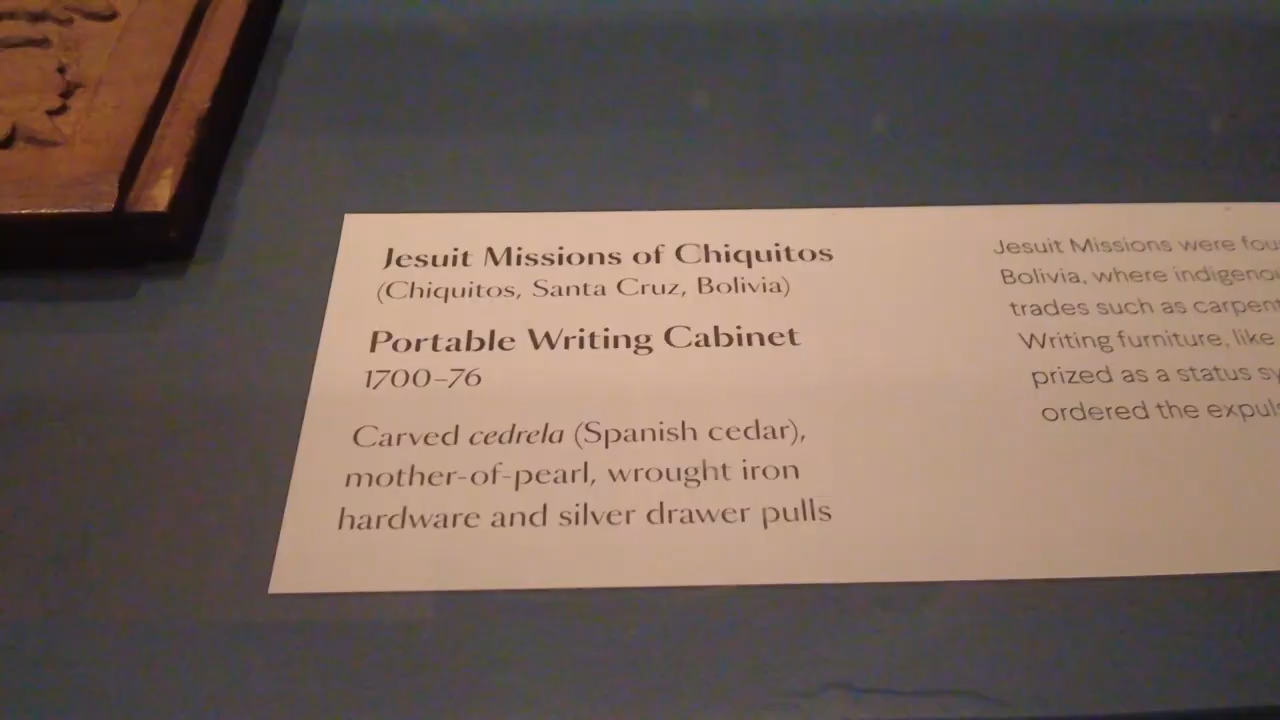 Jesuit Missions of Chiquitos
(Chiquitos, Santa Cruz, Bolivia)
Portable Writing Cabinet
1700–76
Carved cedrela (Spanish cedar),
mother-of-pearl, wrought iron
hardware and silver drawer pulls
Jesuit Missions were
Bolivia, where
trades such as
Writing furniture, like
prized as a status
ordered the